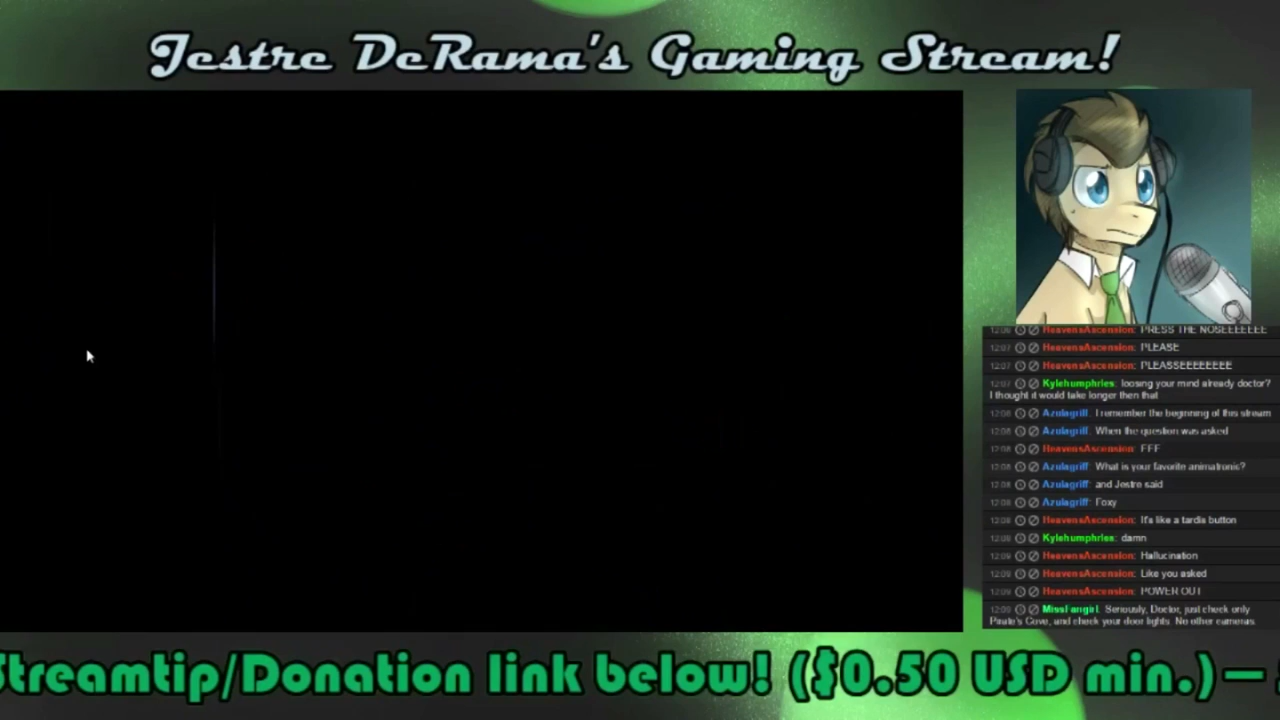 Jestre DeRama's Gaming Stream!
12:06 HeavensAscension: PRESS THE NOSEEEEEEE
12:07 HeavensAscension: PLEASE
12:07 HeavensAscension: PLEASSEEEEEEEE
12:07 Kylehumphries: loosing your mind already doctor?
I thought it would take longer then that
12:08 Azulagriff: I remember the beginning of this stream
12:08 Azulagriff: When the question was asked
12:08 HeavensAscension: FFF
12:08 Azulagriff: What is your favorite animatronic?
12:08 Azulagriff: and Jestre said
12:08 Azulagriff: Foxy
12:08 HeavensAscension: It's like a tardis button
12:09 Kylehumphries: damn
12:09 HeavensAscension: Hallucination
12:09 HeavensAscension: Like you asked
12:09 HeavensAscension: POWER OUT
12:09 MissFangirl: Seriously, Doctor, just check only
Pirate's Cove, and check your door lights. No other cameras.
Streamtip/Donation link below! ($0.50 USD min.) —